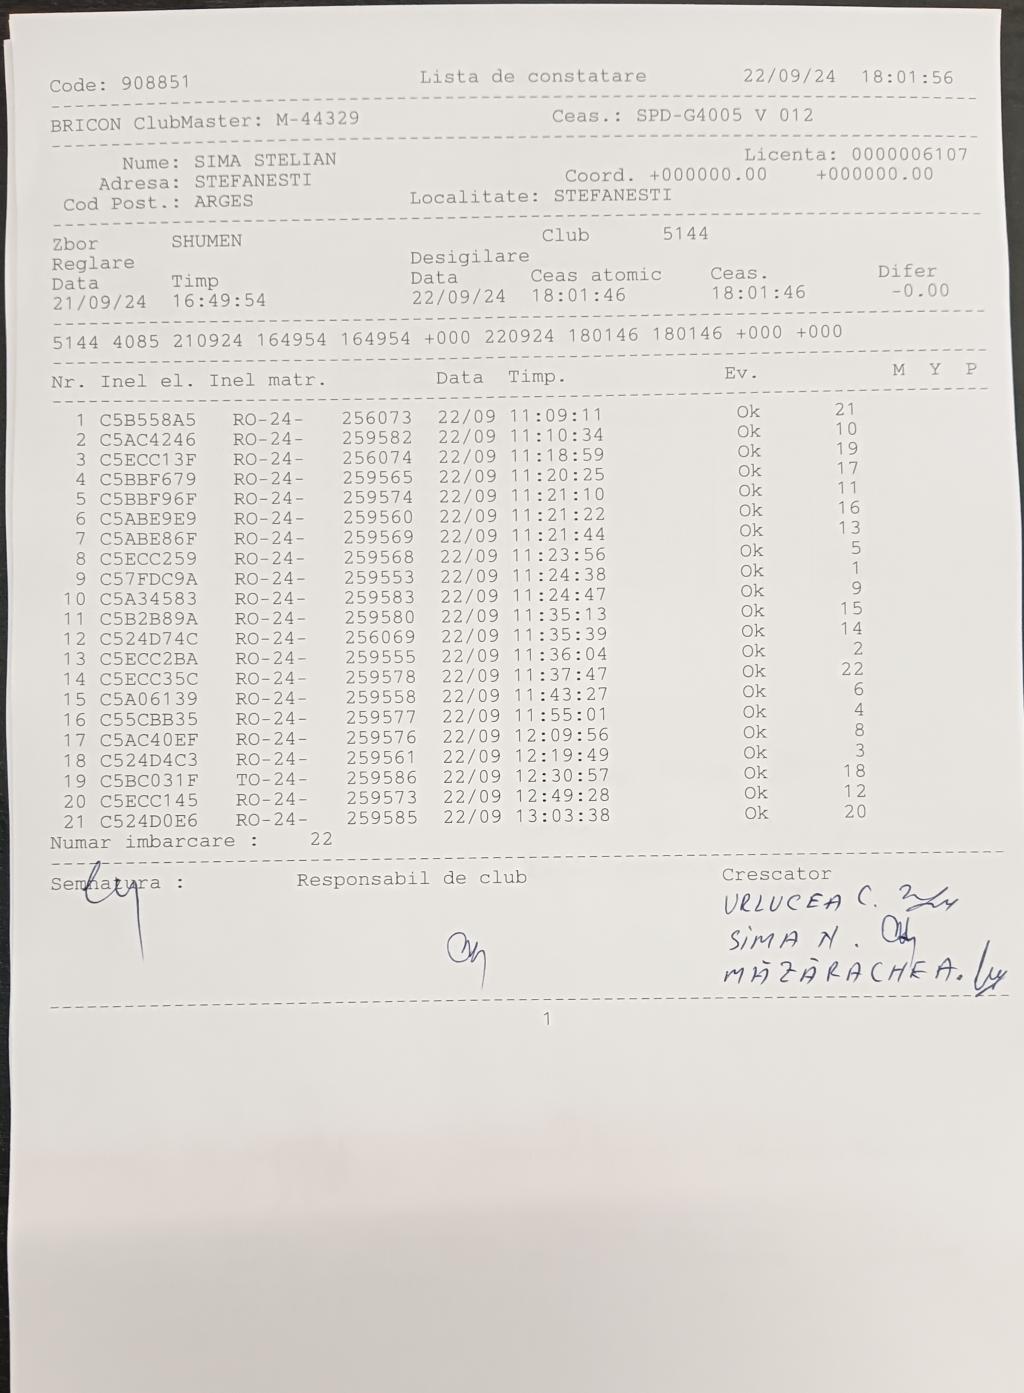 Code: 908851 Lista de constatare 22/09/24 18:01:56
BRICON ClubMaster: M-44329 Ceas.: SPD-G4005 V 012
Nume: SIMA STELIAN Licenta: 0000006107
Adresa: STEFANESTI Coord. +000000.00 +000000.00
Cod Post.: ARGES Localitate: STEFANESTI
Zbor SHUMEN Club 5144
Reglare Desigilare
Data Timp Data Ceas atomic Ceas. Difer
21/09/24 16:49:54 22/09/24 18:01:46 18:01:46 -0.00
5144 4085 210924 164954 164954 +000 220924 180146 180146 +000 +000
Nr. Inel el. Inel matr. Data Timp. Ev. M Y P
1 C5B558A5 RO-24- 256073 22/09 11:09:11 Ok 21
2 C5AC4246 RO-24- 259582 22/09 11:10:34 Ok 10
3 C5ECC13F RO-24- 256074 22/09 11:18:59 Ok 19
4 C5BBF679 RO-24- 259565 22/09 11:20:25 Ok 17
5 C5BBF96F RO-24- 259574 22/09 11:21:10 Ok 11
6 C5ABE9E9 RO-24- 259560 22/09 11:21:22 Ok 16
7 C5ABE86F RO-24- 259569 22/09 11:21:44 Ok 13
8 C5ECC259 RO-24- 259568 22/09 11:23:56 Ok 5
9 C57FDC9A RO-24- 259553 22/09 11:24:38 Ok 1
10 C5A34583 RO-24- 259583 22/09 11:24:47 Ok 9
11 C5B2B89A RO-24- 259580 22/09 11:35:13 Ok 15
12 C524D74C RO-24- 256069 22/09 11:35:39 Ok 14
13 C5ECC2BA RO-24- 259555 22/09 11:36:04 Ok 2
14 C5ECC35C RO-24- 259578 22/09 11:37:47 Ok 22
15 C5A06139 RO-24- 259558 22/09 11:43:27 Ok 6
16 C55CBB35 RO-24- 259577 22/09 11:55:01 Ok 4
17 C5AC40EF RO-24- 259576 22/09 12:09:56 Ok 8
18 C524D4C3 RO-24- 259561 22/09 12:19:49 Ok 3
19 C5BC031F TO-24- 259586 22/09 12:30:57 Ok 18
20 C5ECC145 RO-24- 259573 22/09 12:49:28 Ok 12
21 C524D0E6 RO-24- 259585 22/09 13:03:38 Ok 20
Numar imbarcare : 22
Semnatura : Responsabil de club Crescator
URLUCEA C.
SIMA N.
MĂZĂRACHE A.
1